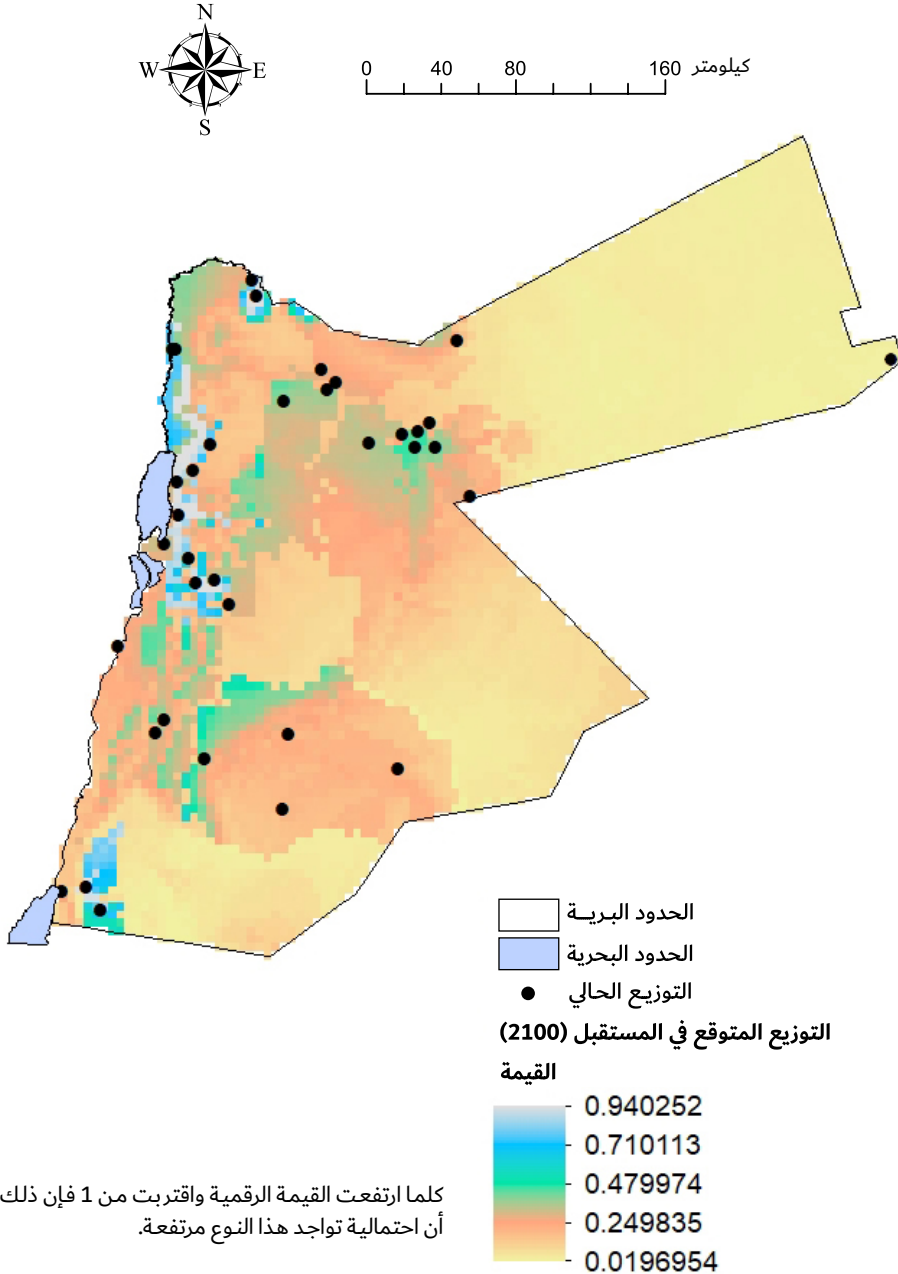 N
W E
S
0 40 80 160 كيلومتر
الحدود البريــة
الحدود البحرية
التوزيع الحالي
التوزيع المتوقع في المستقبل (2100)
القيمة
0.940252
0.710113
0.479974
0.249835
0.0196954
كلما ارتفعت القيمة الرقمية واقتربت من 1 فإن ذلك
أن احتمالية تواجد هذا النوع مرتفعة.